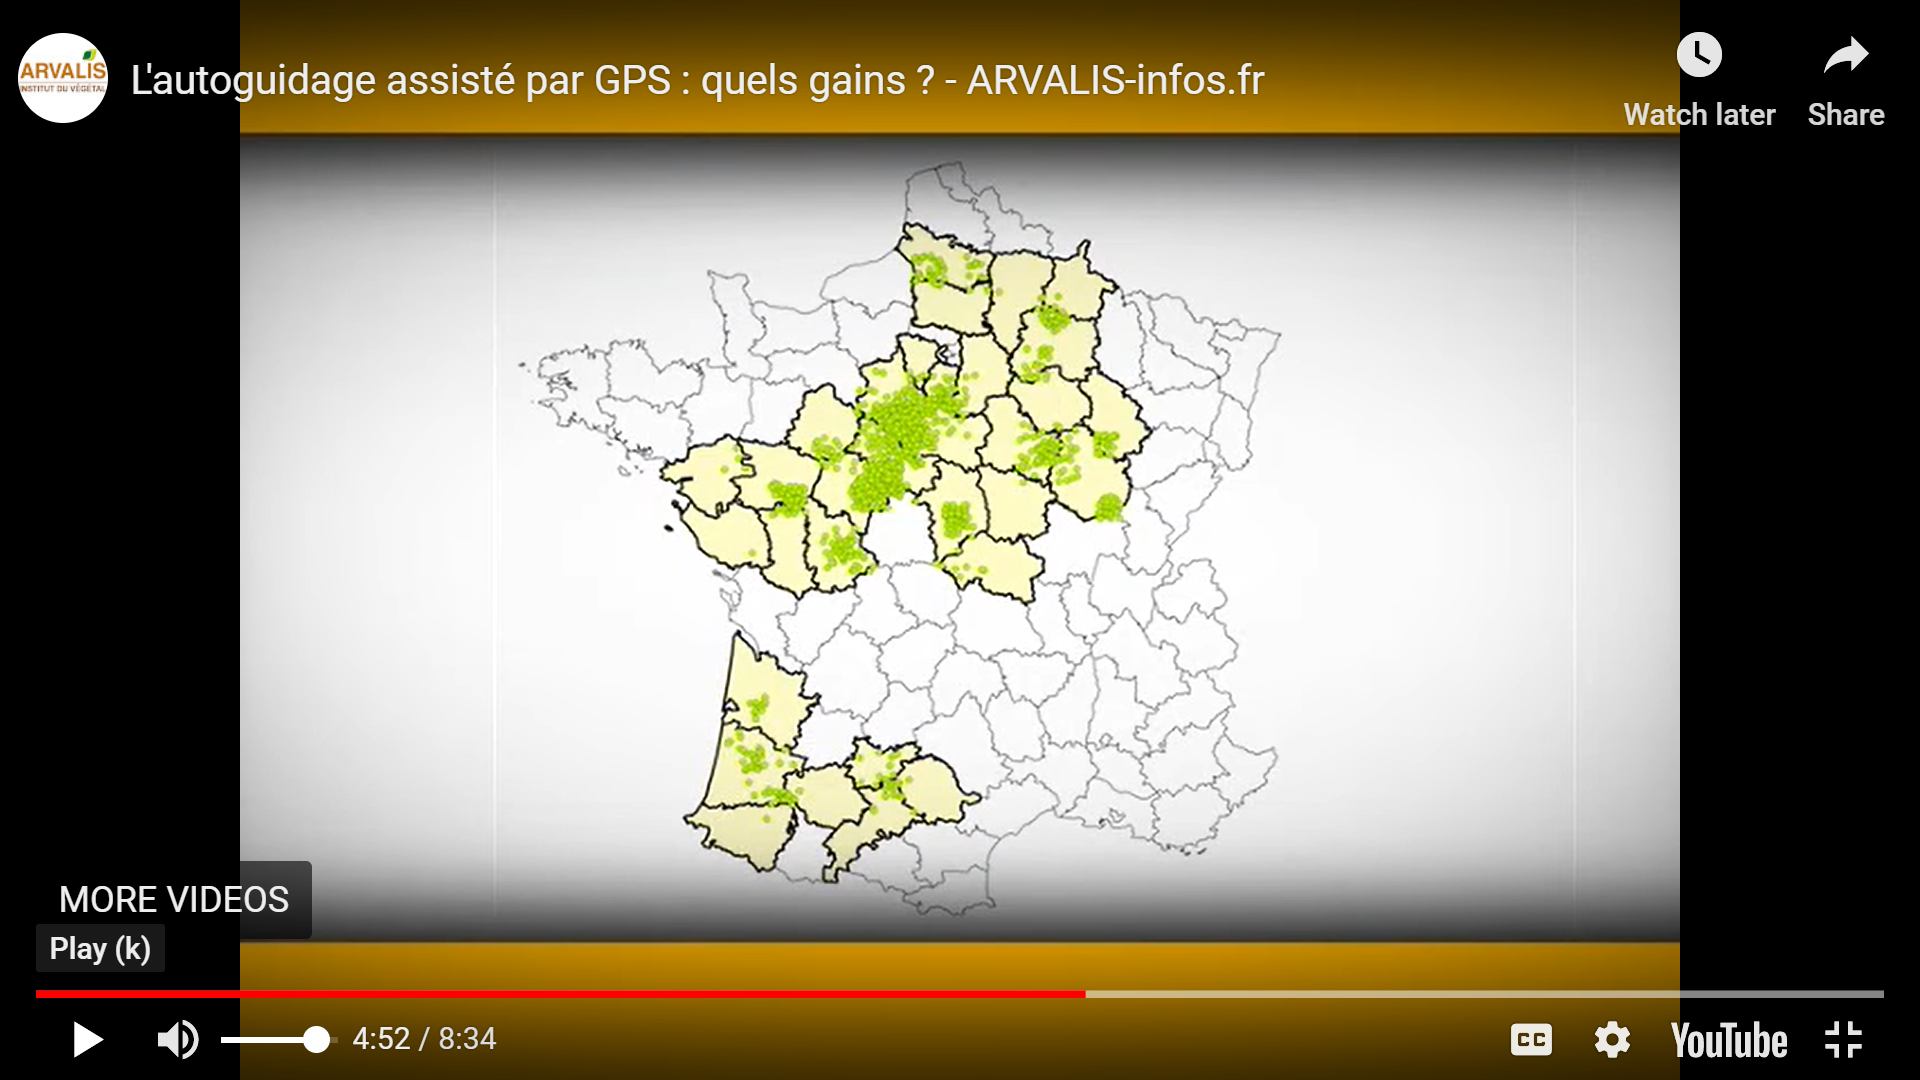 ARVALIS
INSTITUT DU VÉGÉTAL
L'autoguidage assisté par GPS : quels gains ? - ARVALIS-infos.fr
Watch later
Share
MORE VIDEOS
Play (k)
4:52 / 8:34
CC
YouTube